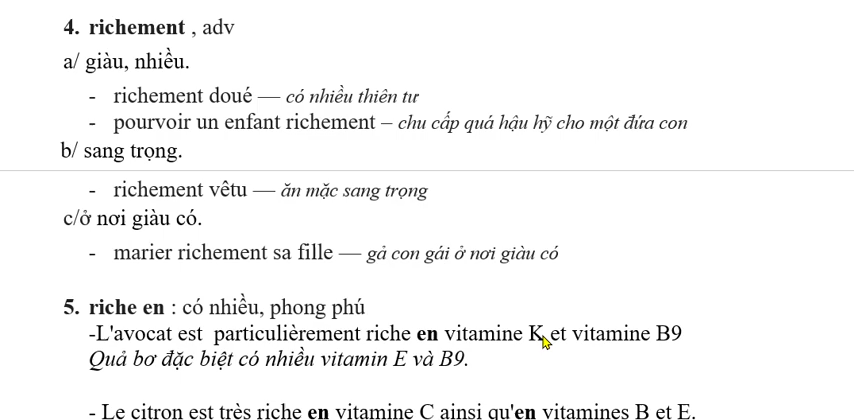 4. richement , adv
a/ giàu, nhiều.
- richement doué — có nhiều thiên tư
- pourvoir un enfant richement – chu cấp quá hậu hỹ cho một đứa con
b/ sang trọng.
- richement vêtu — ăn mặc sang trọng
c/ở nơi giàu có.
- marier richement sa fille — gả con gái ở nơi giàu có
5. riche en : có nhiều, phong phú
-L'avocat est particulièrement riche en vitamine K et vitamine B9
Quả bơ đặc biệt có nhiều vitamin E và B9.
- Le citron est très riche en vitamine C ainsi qu'en vitamines B et E.